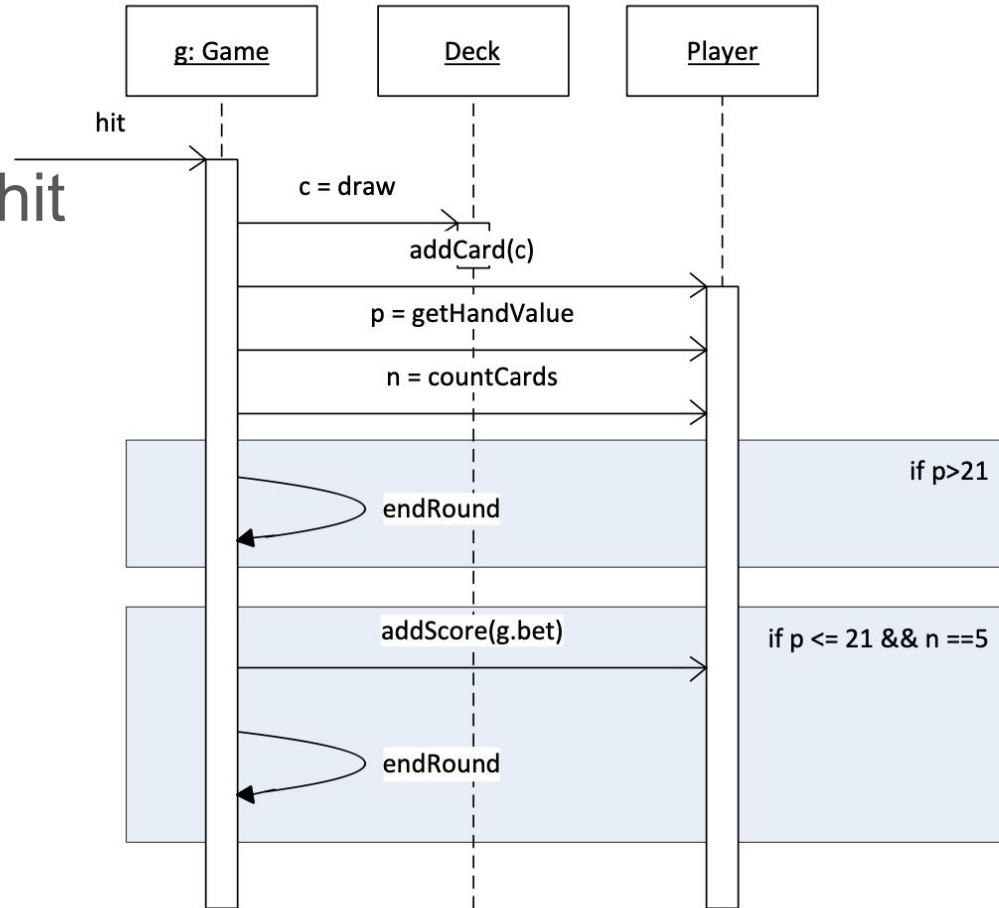 g: Game
Deck
Player
hit
hit
c = draw
addCard(c)
p = getHandValue
n = countCards
if p>21
endRound
addScore(g.bet)
if p <= 21 && n ==5
endRound